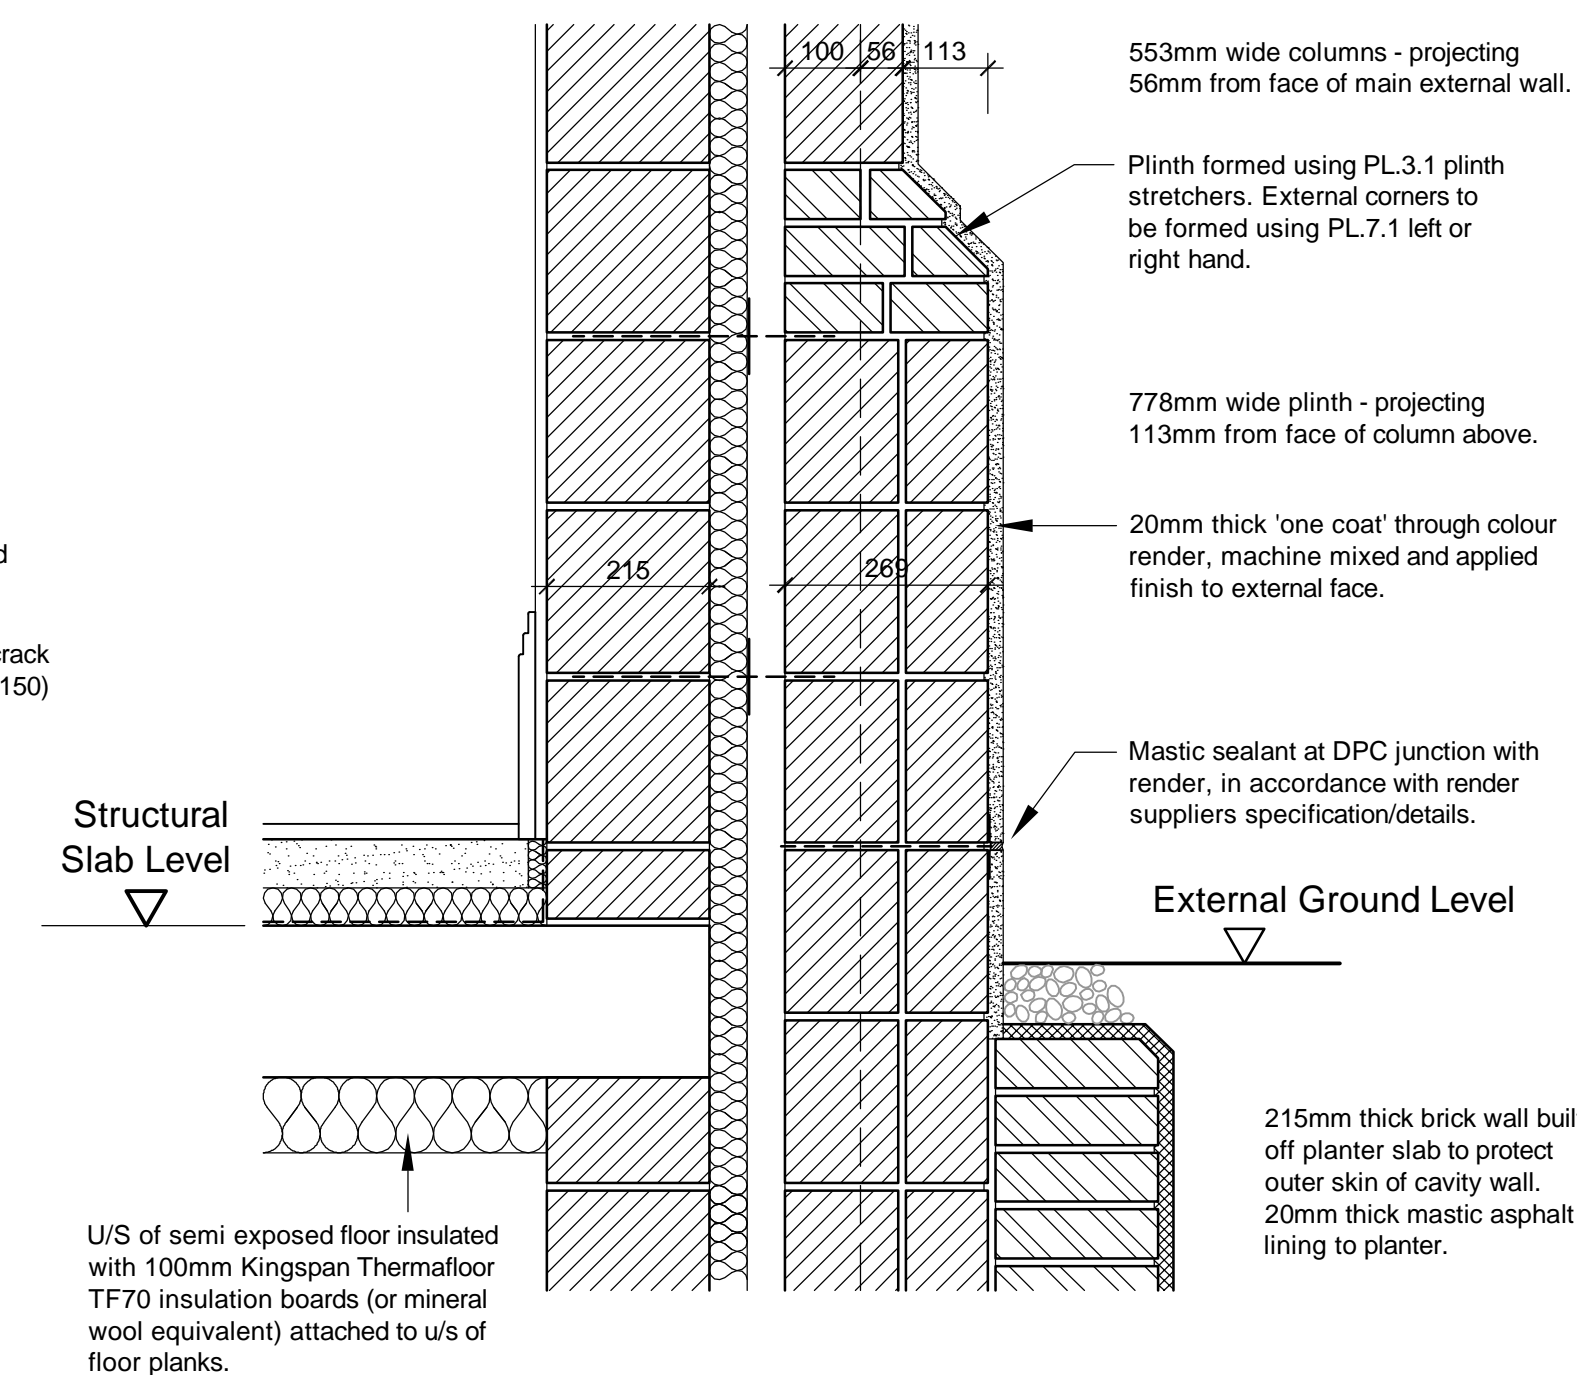 100 56 113
553mm wide columns - projecting
56mm from face of main external wall.
Plinth formed using PL.3.1 plinth
stretchers. External corners to
be formed using PL.7.1 left or
right hand.
778mm wide plinth - projecting
113mm from face of column above.
20mm thick 'one coat' through colour
render, machine mixed and applied
finish to external face.
215
269
crack
150)
Mastic sealant at DPC junction with
render, in accordance with render
suppliers specification/details.
Structural
Slab Level
External Ground Level
215mm thick brick wall buil
off planter slab to protect
outer skin of cavity wall.
20mm thick mastic asphalt
lining to planter.
U/S of semi exposed floor insulated
with 100mm Kingspan Thermafloor
TF70 insulation boards (or mineral
wool equivalent) attached to u/s of
floor planks.